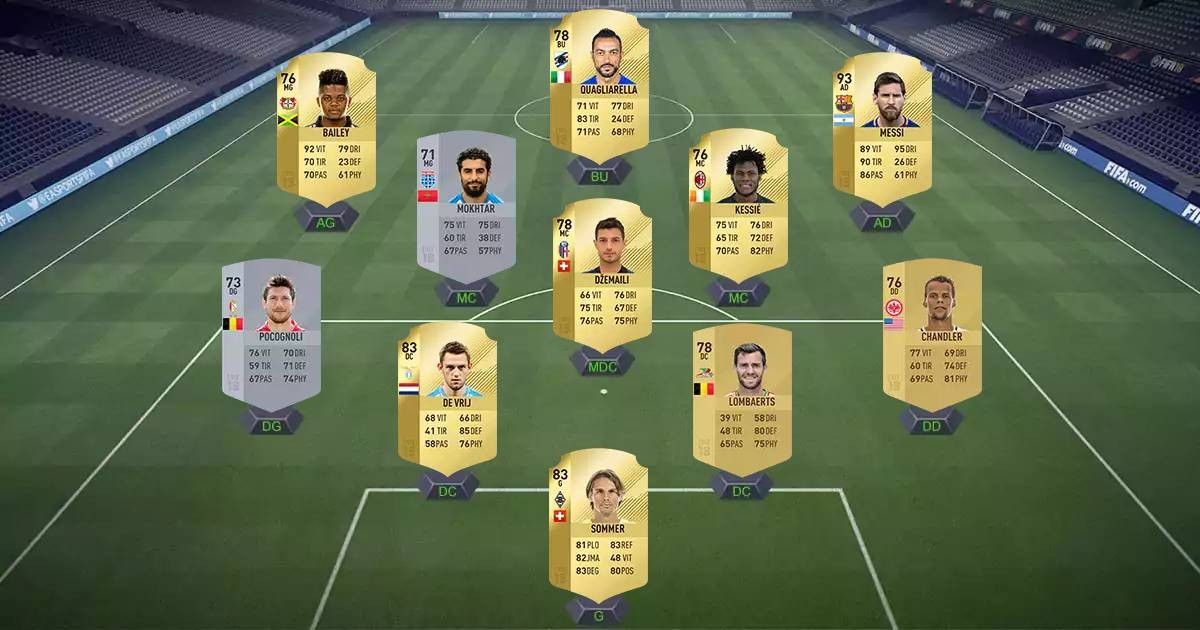 78
BU
QUAGLIARELLA
71 VIT 77 DRI
83 TIR 24 DEF
71 PAS 68 PHY
BU
76
MG
BAILEY
92 VIT 79 DRI
70 TIR 23 DEF
70 PAS 61 PHY
AG
93
AD
MESSI
89 VIT 95 DRI
90 TIR 26 DEF
86 PAS 61 PHY
AD
71
MG
MOKHTAR
75 VIT 75 DRI
60 TIR 38 DEF
67 PAS 57 PHY
MC
76
MC
KESSIÉ
75 VIT 76 DRI
65 TIR 72 DEF
70 PAS 82 PHY
MC
78
MC
DŽEMAILI
66 VIT 76 DRI
75 TIR 67 DEF
76 PAS 75 PHY
MDC
73
DG
POCOGNOLI
76 VIT 70 DRI
59 TIR 71 DEF
67 PAS 74 PHY
DG
76
DD
CHANDLER
77 VIT 69 DRI
60 TIR 74 DEF
69 PAS 81 PHY
DD
83
DC
DE VRIJ
68 VIT 66 DRI
41 TIR 85 DEF
58 PAS 76 PHY
DC
78
DC
LOMBAERTS
39 VIT 58 DRI
48 TIR 80 DEF
65 PAS 75 PHY
DC
83
G
SOMMER
81 PLO 83 REF
82 JMA 48 VIT
83 DEG 80 POS
G
@EASPORTSFIFA
FIFA
.com
FIFA.com